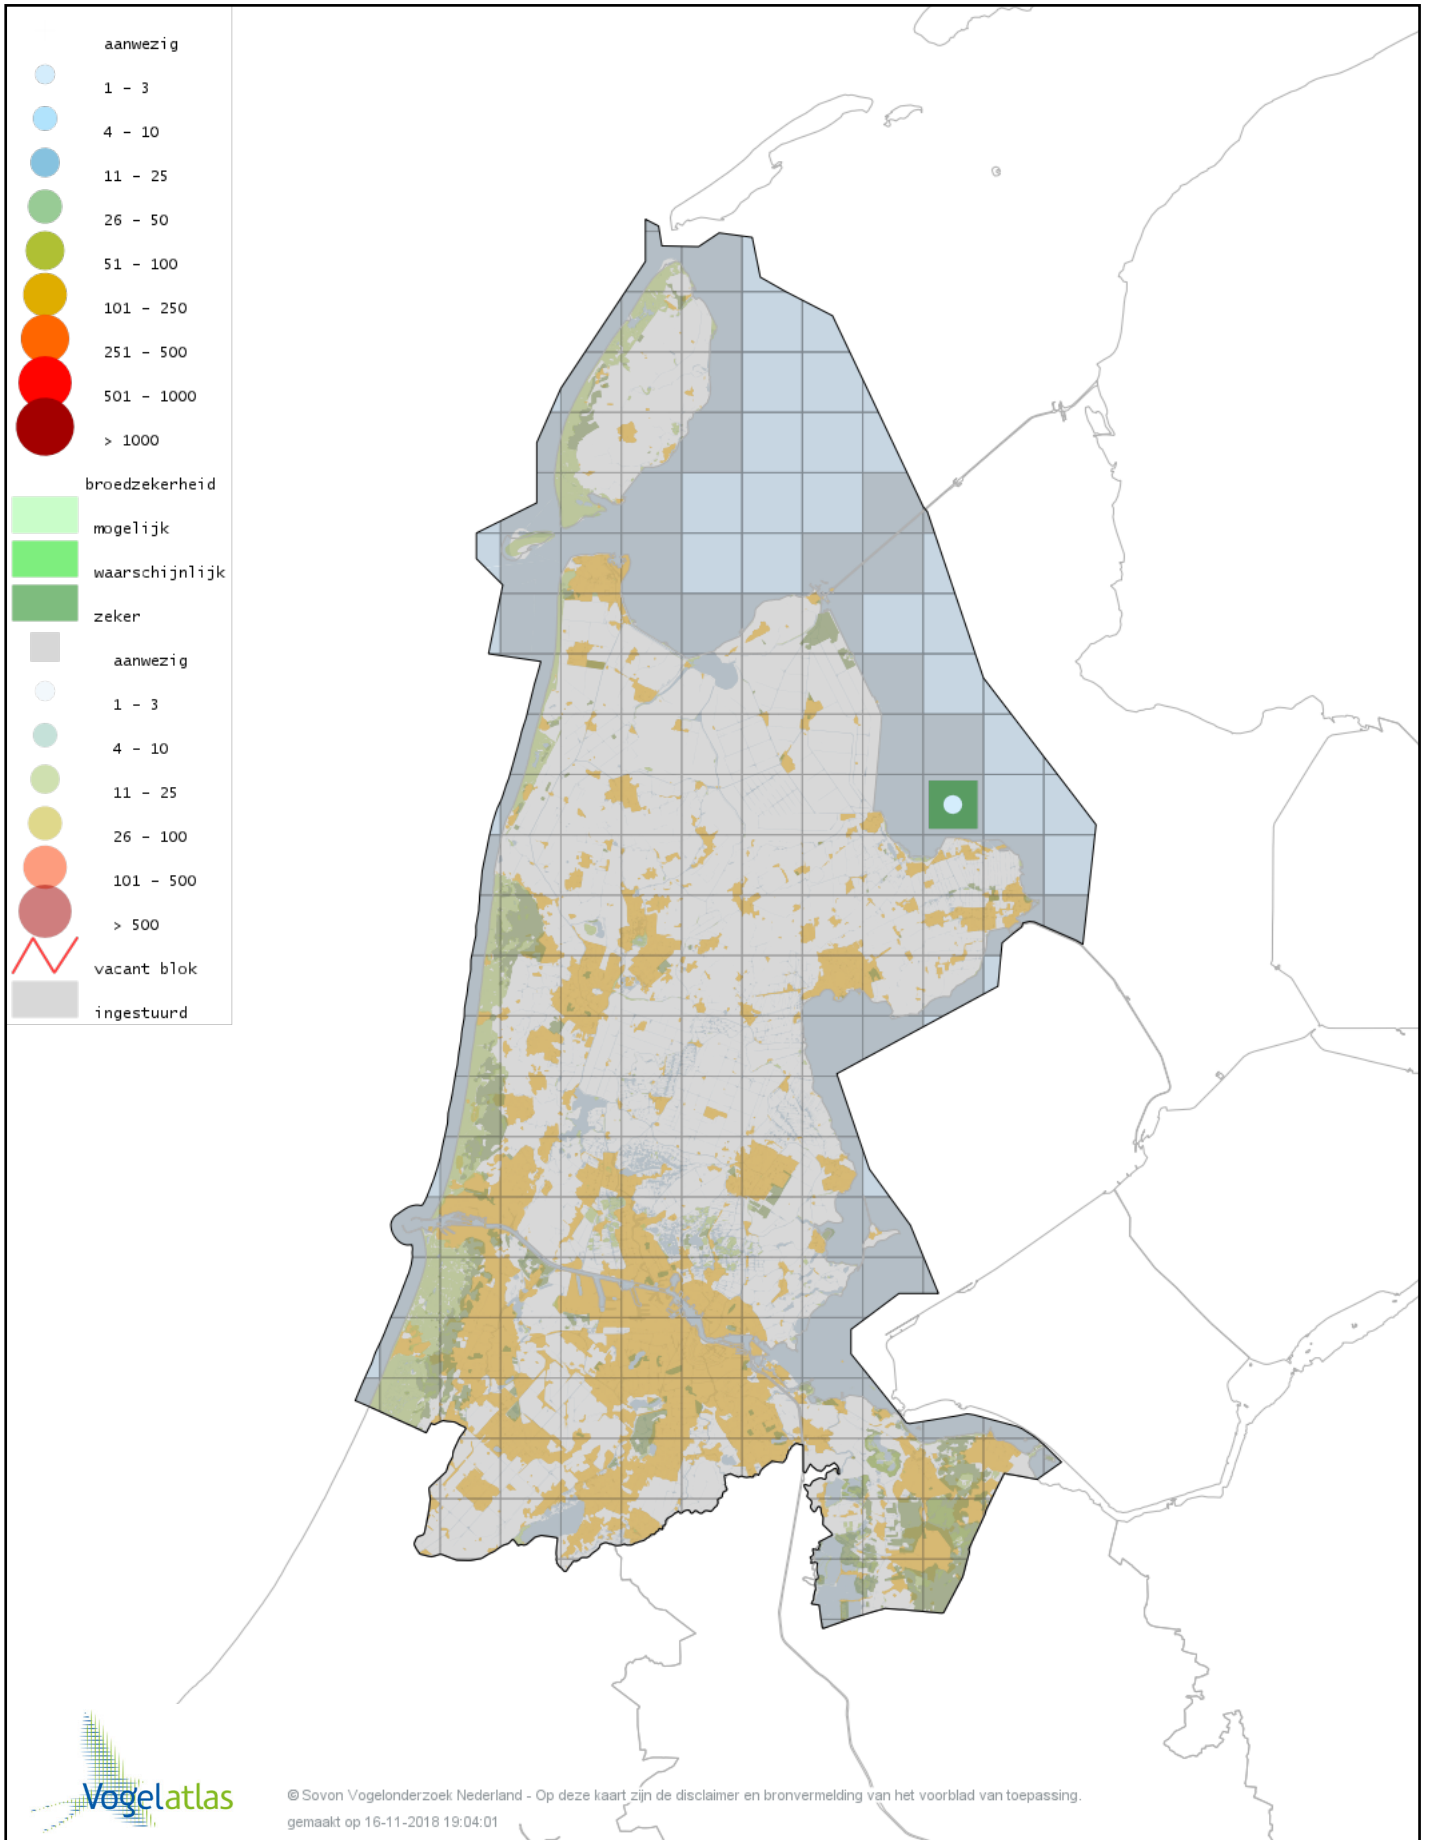 aanwezig
1 - 3
4 - 10
11 - 25
26 - 50
51 - 100
101 - 250
251 - 500
501 - 1000
> 1000
broedzekerheid
mogelijk
waarschijnlijk
zeker
aanwezig
1 - 3
4 - 10
11 - 25
26 - 100
101 - 500
> 500
vacant blok
ingestuurd
Vogelatlas
© Sovon Vogelonderzoek Nederland - Op deze kaart zijn de disclaimer en bronvermelding van het voorblad van toepassing.
gemaakt op 16-11-2018 19:04:01